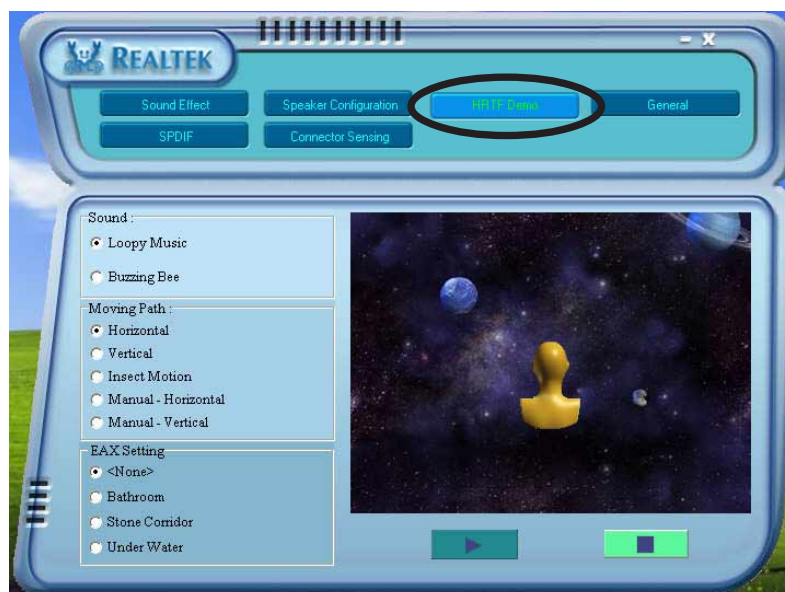 REALTEK
Sound Effect
Speaker Configuration
HRTF Demo
General
SPDIF
Connector Sensing
Sound :
Loopy Music
Buzzing Bee
Moving Path :
Horizontal
Vertical
Insect Motion
Manual - Horizontal
Manual - Vertical
EAX Setting
<None>
Bathroom
Stone Corridor
Under Water